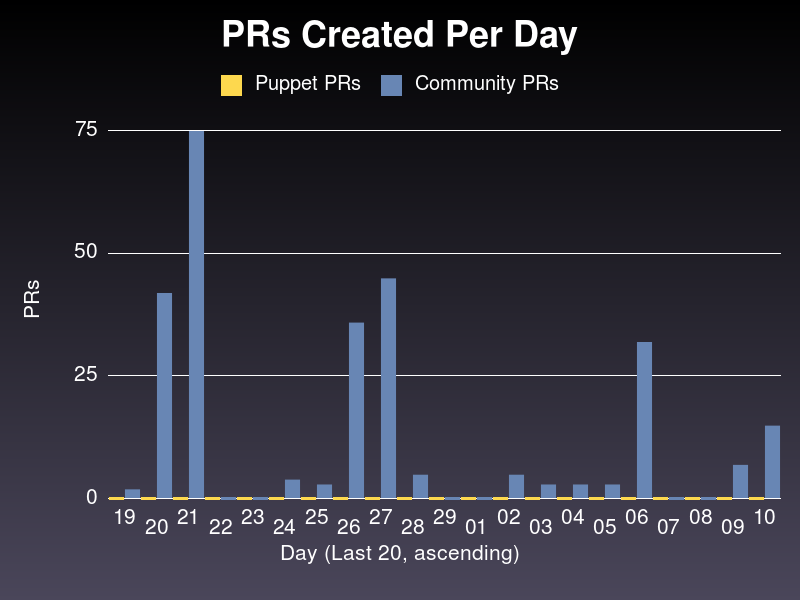 PRs Created Per Day
Puppet PRs Community PRs
75
50
25
0
PRs
19 20 21 22 23 24 25 26 27 28 29 01 02 03 04 05 06 07 08 09 10
Day (Last 20, ascending)